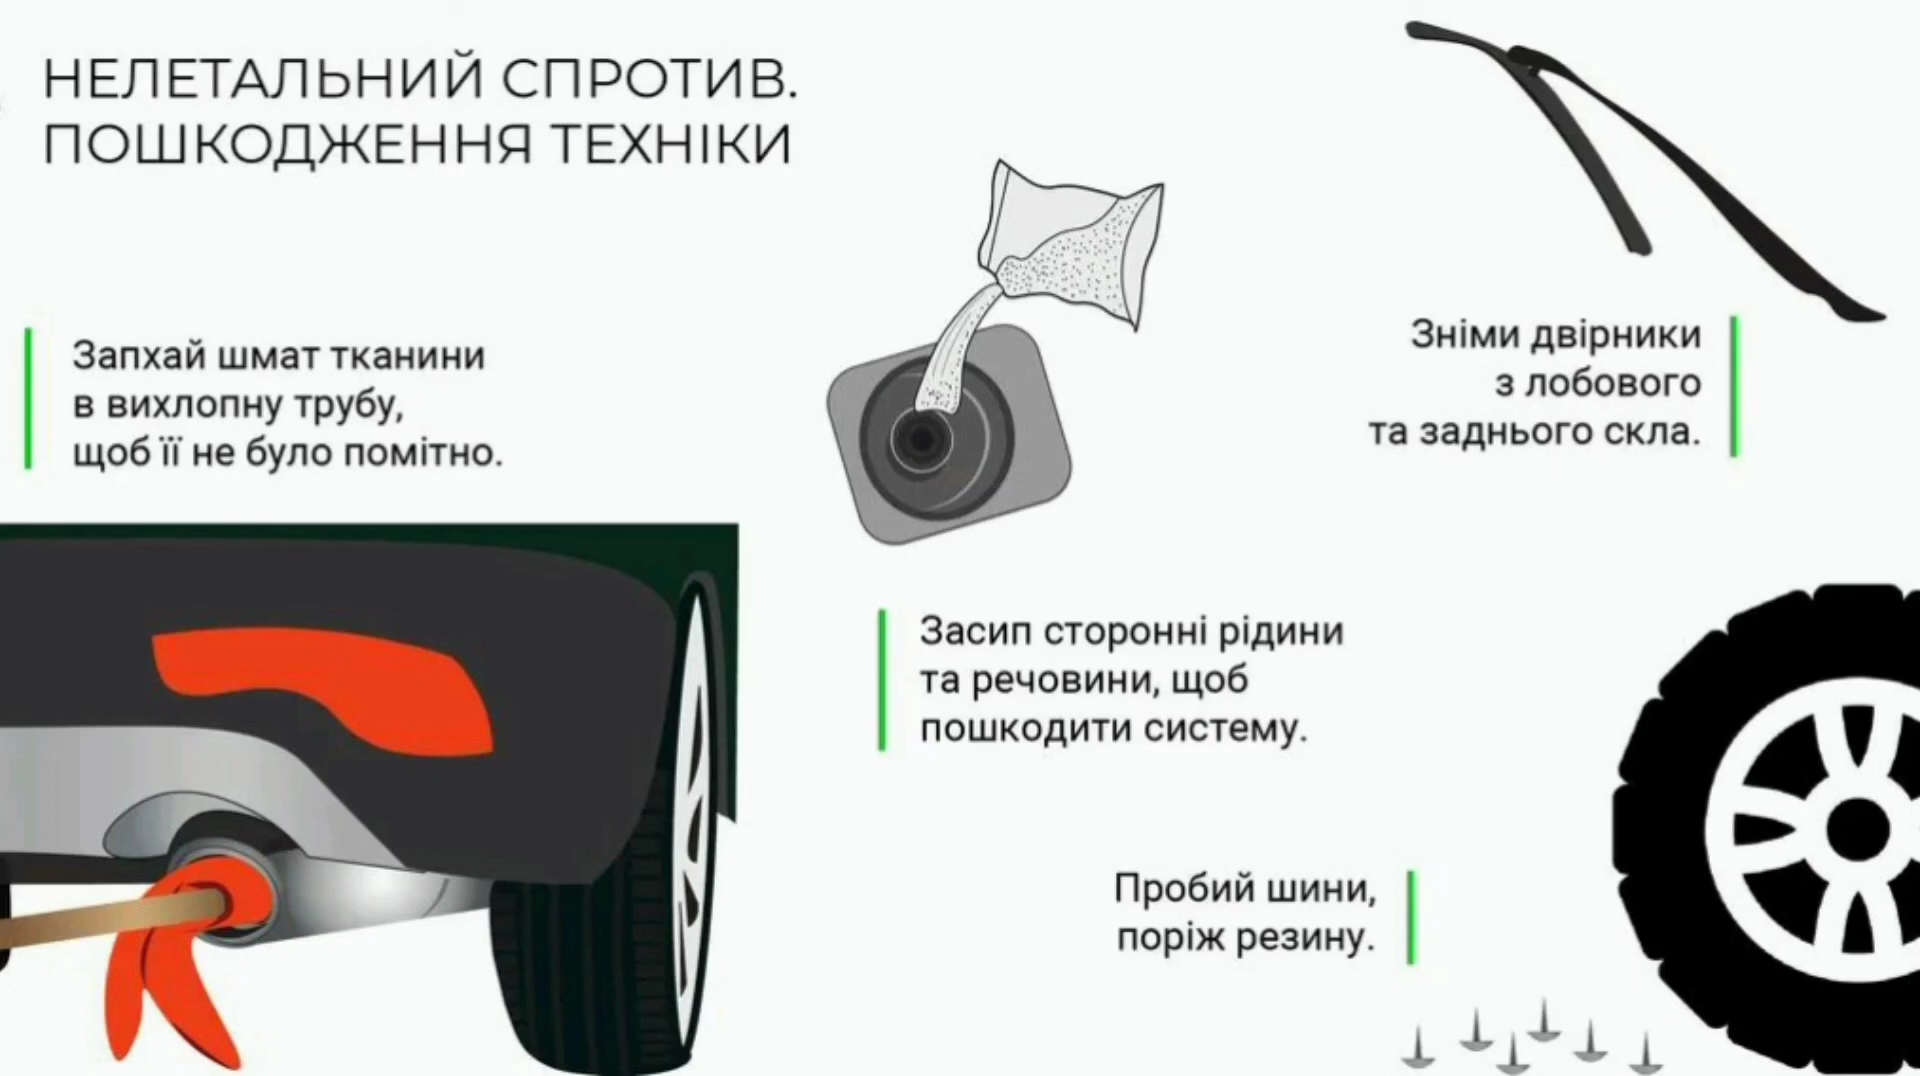 НЕЛЕТАЛЬНИЙ СПРОТИВ.
ПОШКОДЖЕННЯ ТЕХНІКИ
Запхай шмат тканини
в вихлопну трубу,
щоб її не було помітно.
Зніми двірники
з лобового
та заднього скла.
Засип сторонні рідини
та речовини, щоб
пошкодити систему.
Пробий шини,
поріж резину.